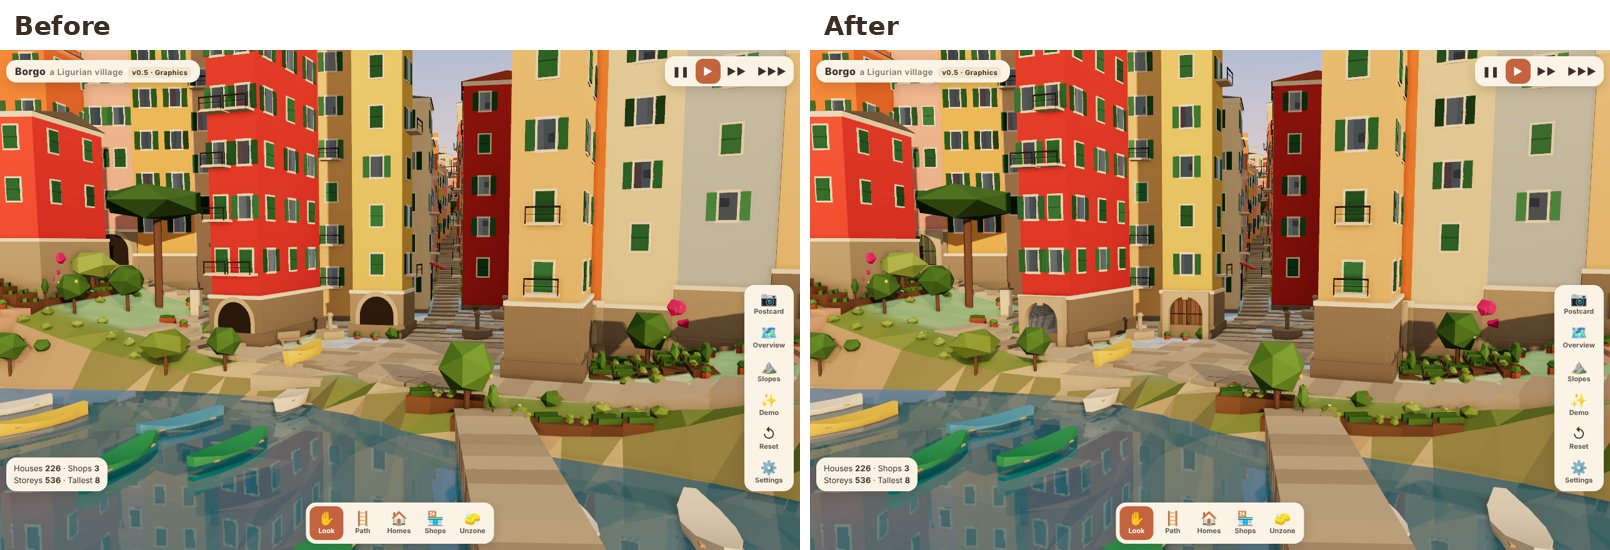 Before
Borgo a Ligurian village v0.5 · Graphics
Postcard
Overview
Slopes
Demo
Reset
Settings
Houses 226 · Shops 3
Storeys 536 · Tallest 8
Look Path Homes Shops Unzone
After
Borgo a Ligurian village v0.5 · Graphics
Postcard
Overview
Slopes
Demo
Reset
Settings
Houses 226 · Shops 3
Storeys 536 · Tallest 8
Look Path Homes Shops Unzone